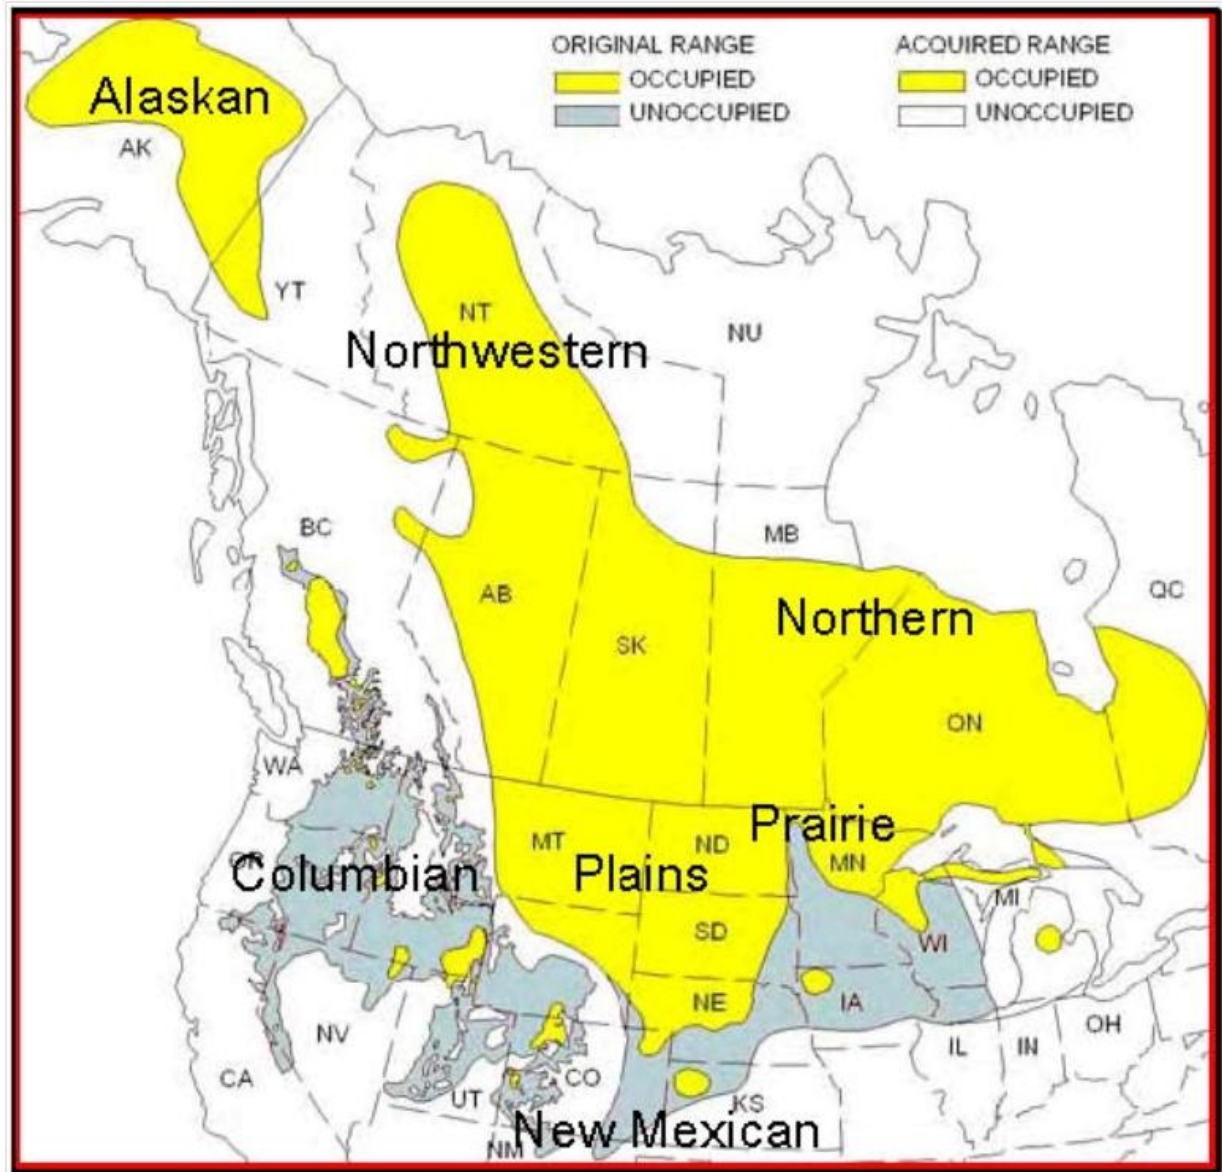 ORIGINAL RANGE
OCCUPIED
UNOCCUPIED
ACQUIRED RANGE
OCCUPIED
UNOCCUPIED
Alaskan
AK
YT
NT
NU
Northwestern
BC
MB
AB
QC
Northern
SK
ON
WA
Prairie
MT
ND
MN
Columbian
Plains
MI
SD
WI
NE
IA
NV
OH
IL
IN
CA
CO
UT
KS
New Mexican
NM